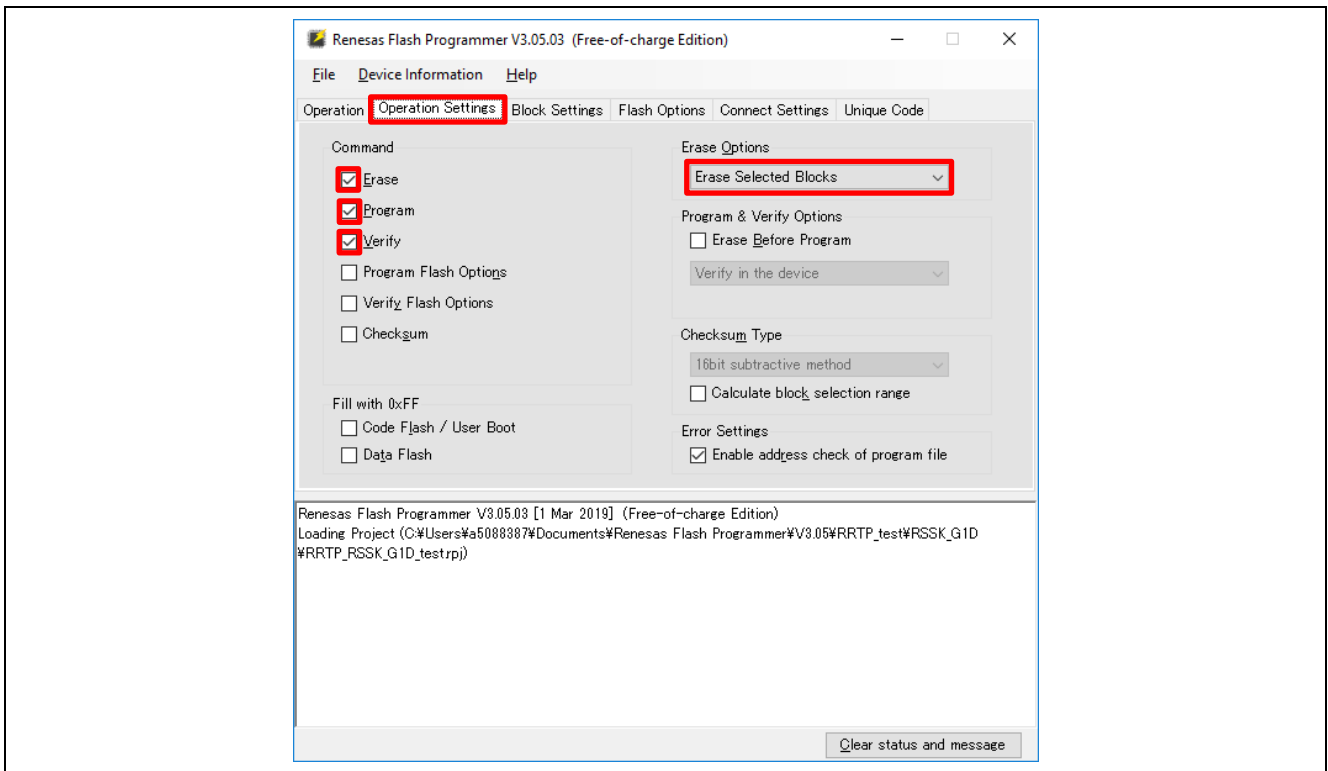 Renesas Flash Programmer V3.05.03 (Free-of-charge Edition)
File Device Information Help
Operation Operation Settings Block Settings Flash Options Connect Settings Unique Code
Command
Erase
Program
Verify
Program Flash Options
Verify Flash Options
Checksum
Fill with 0xFF
Code Flash / User Boot
Data Flash
Erase Options
Erase Selected Blocks
Program & Verify Options
Erase Before Program
Verify in the device
Checksum Type
16bit subtractive method
Calculate block selection range
Error Settings
Enable address check of program file
Renesas Flash Programmer V3.05.03 [1 Mar 2019] (Free-of-charge Edition)
Loading Project (C:¥Users¥a5088387¥Documents¥Renesas Flash Programmer¥V3.05¥RRTP_test¥RSSK_G1D
¥RRTP_RSSK_G1D_test.rpj)
Clear status and message